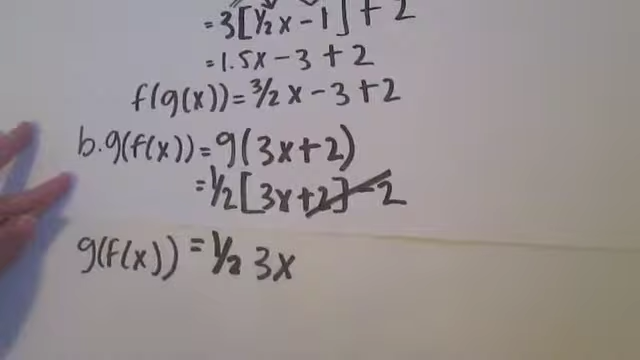 = 3[1/2x - 1] + 2
= 1.5x - 3 + 2
f(g(x)) = 3/2 x - 3 + 2
b. g(f(x)) = g(3x+2)
= 1/2[3x+2] - 2
g(f(x)) = 1/2 3x